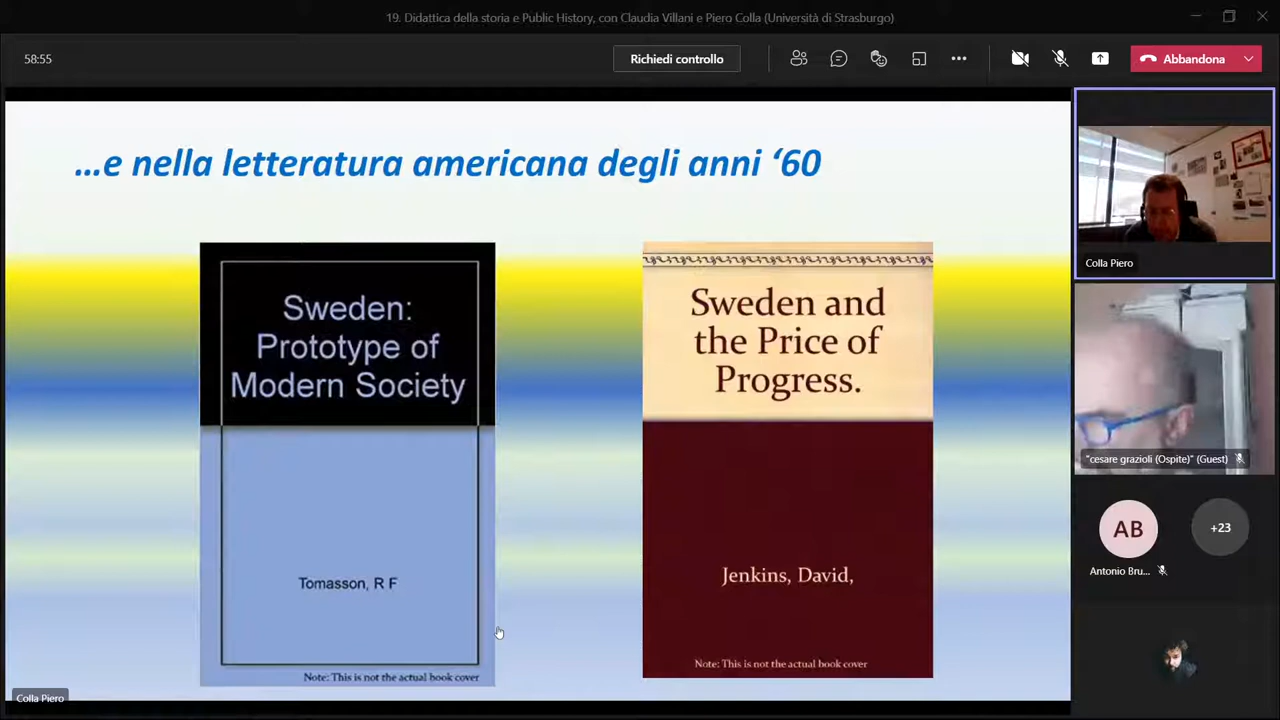 19. Didattica della storia e Public History, con Claudia Villani e Piero Colla (Università di Strasburgo)
58:55
Richiedi controllo
Abbandona
...e nella letteratura americana degli anni ‘60
Sweden:
Prototype of
Modern Society
Tomasson, R F
Note: This is not the actual book cover
Sweden and
the Price of
Progress.
Jenkins, David,
Note: This is not the actual book cover
Colla Piero
Colla Piero
"cesare grazioli (Ospite)" (Guest)
AB
+23
Antonio Bru...